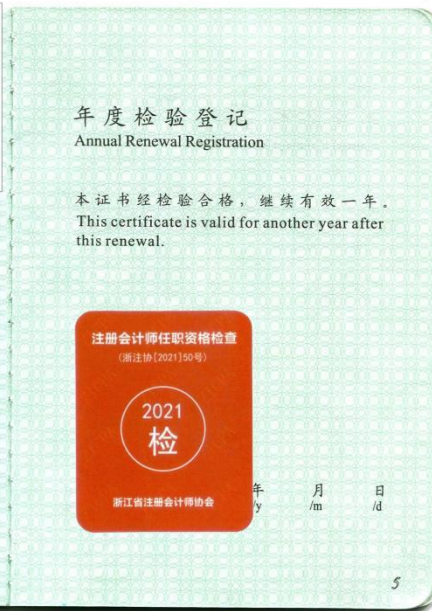 年度检验登记
Annual Renewal Registration
本证书经检验合格，继续有效一年。
This certificate is valid for another year after
this renewal.
注册会计师任职资格检查
(浙注协[2021]50号)
2021
检
浙江省注册会计师协会
年 月 日
/y /m /d
5